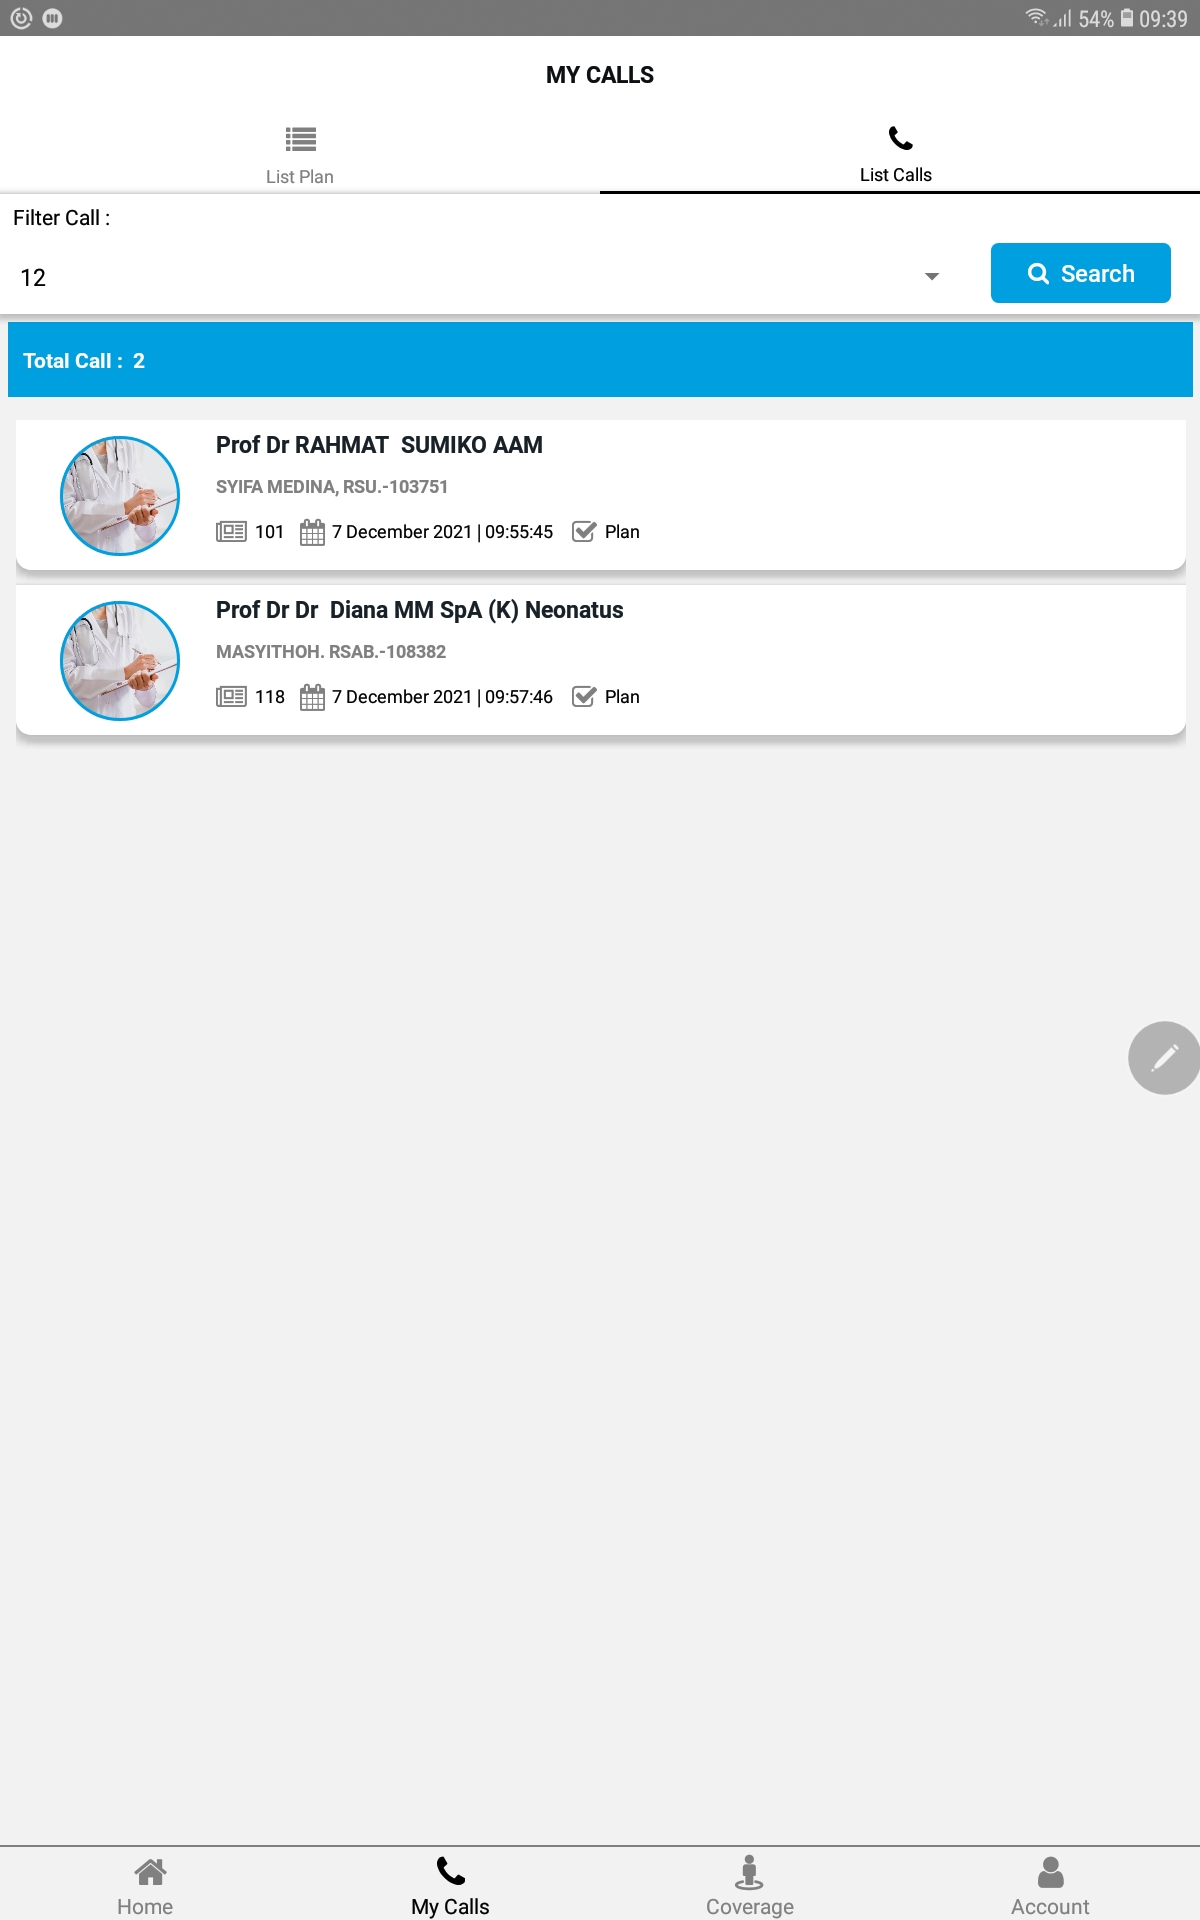 54% 09:39
MY CALLS
List Plan
List Calls
Filter Call :
12
Search
Total Call : 2
Prof Dr RAHMAT  SUMIKO AAM
SYIFA MEDINA, RSU.-103751
101 7 December 2021 | 09:55:45 Plan
Prof Dr Dr  Diana MM SpA (K) Neonatus
MASYITHOH. RSAB.-108382
118 7 December 2021 | 09:57:46 Plan
Home My Calls Coverage Account